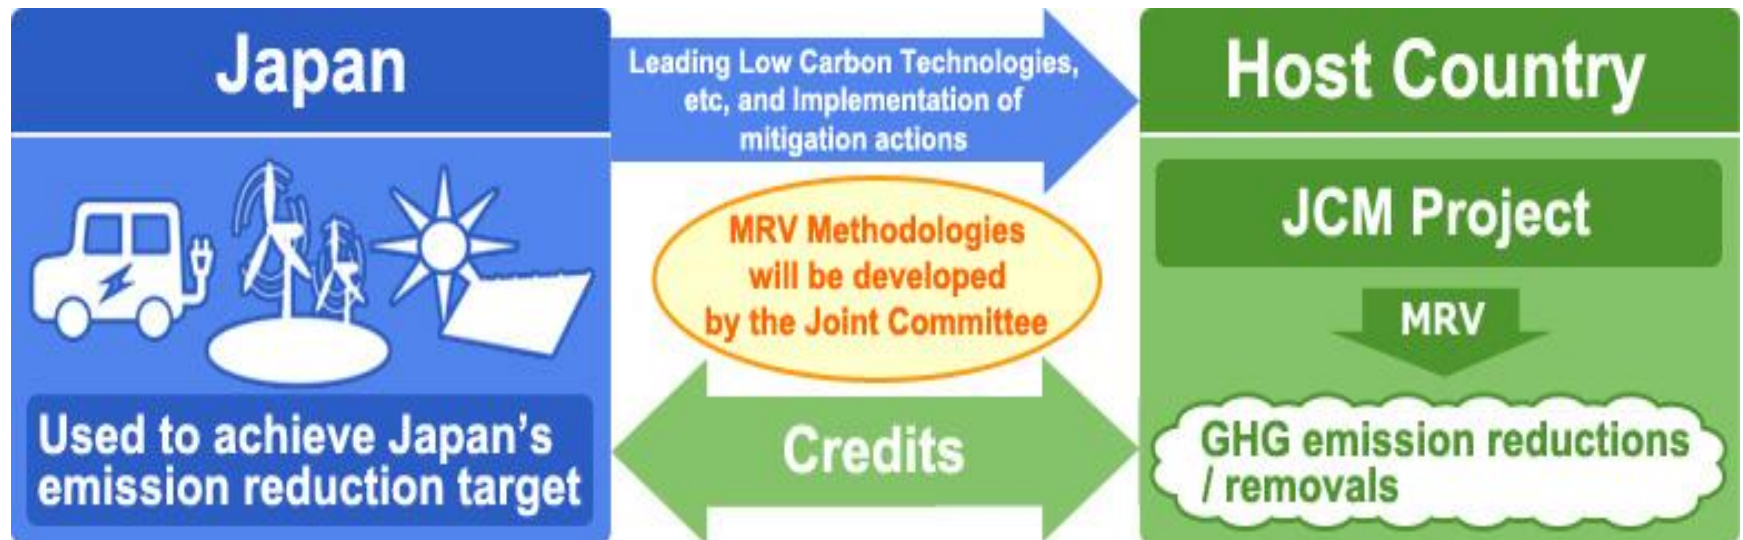 Japan
Leading Low Carbon Technologies,
etc, and Implementation of
mitigation actions
Host Country
JCM Project
MRV Methodologies
will be developed
by the Joint Committee
MRV
Used to achieve Japan's
emission reduction target
Credits
GHG emission reductions
/ removals